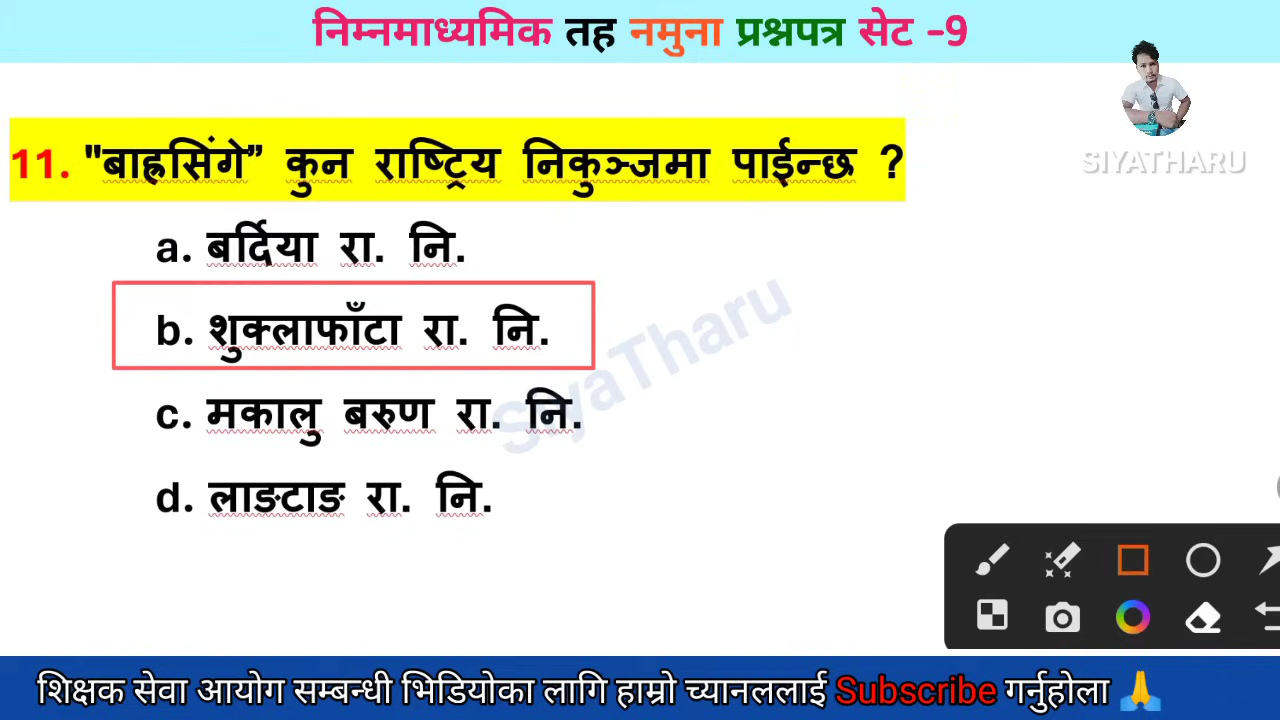 निम्नमाध्यमिक तह नमुना प्रश्नपत्र सेट -9
SIYATHARU
11. "बाह्रसिंगे” कुन राष्ट्रिय निकुञ्जमा पाईन्छ ?
a. बर्दिया रा. नि.
b. शुक्लाफाँटा रा. नि.
c. मकालु बरुण रा. नि.
d. लाङटाङ रा. नि.
SiyaTharu
शिक्षक सेवा आयोग सम्बन्धी भिडियोका लागि हाम्रो च्यानललाई Subscribe गर्नुहोला 🙏